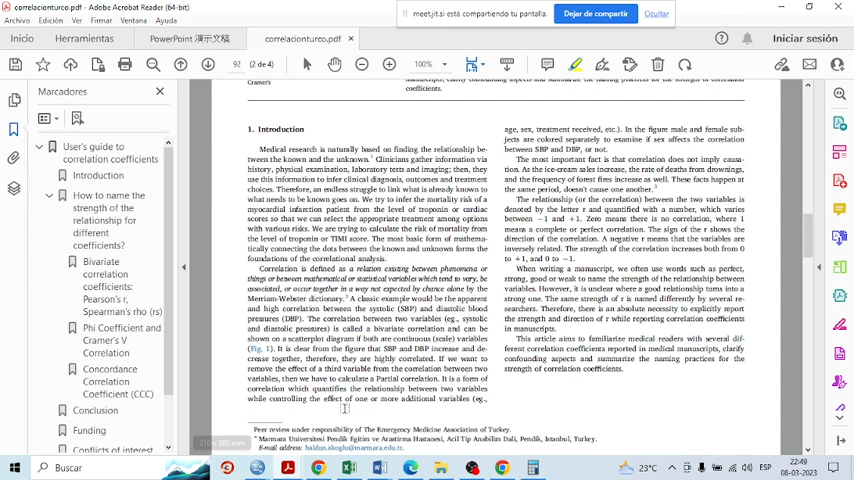 correlacionturco.pdf - Adobe Acrobat Reader (64-bit)
Archivo Edición Ver Firmar Ventana Ayuda
meet.jit.si está compartiendo tu pantalla.
Dejar de compartir
Ocultar
Inicio
Herramientas
PowerPoint 演示文稿
correlacionturco.pdf
Iniciar sesión
92 (2 de 4)
100%
Marcadores
User's guide to
correlation coefficients
Introduction
How to name the
strength of the
relationship for
different
coefficients?
Bivariate
correlation
coefficients:
Pearson's r,
Spearman's rho (rs)
Phi Coefficient and
Cramer's V
Correlation
Concordance
Correlation
Coefficient (CCC)
Conclusion
Funding
Conflicts of interest
Cramer's
manuscripts, clarify confounding aspects and summarize the naming practices for the strength of correlation
coefficients.
1. Introduction
Medical research is naturally based on finding the relationship be-
tween the known and the unknown.1 Clinicians gather information via
history, physical examination, laboratory tests and imaging; then, they
use this information to infer clinical diagnosis, outcomes and treatment
choices. Therefore, an endless struggle to link what is already known to
what needs to be known goes on. We try to infer the mortality risk of a
myocardial infarction patient from the level of troponin or cardiac
scores so that we can select the appropriate treatment among options
with various risks. We are trying to calculate the risk of mortality from
the level of troponin or TIMI score. The most basic form of mathema-
tically connecting the dots between the known and unknown forms the
foundations of the correlational analysis.
Correlation is defined as a relation existing between phenomena or
things or between mathematical or statistical variables which tend to vary, be
associated, or occur together in a way not expected by chance alone by the
Merriam-Webster dictionary.2 A classic example would be the apparent
and high correlation between the systolic (SBP) and diastolic blood
pressures (DBP). The correlation between two variables (eg., systolic
and diastolic pressures) is called a bivariate correlation and can be
shown on a scatterplot diagram if both are continuous (scale) variables
(Fig. 1). It is clear from the figure that SBP and DBP increase and de-
crease together, therefore, they are highly correlated. If we want to
remove the effect of a third variable from the correlation between two
variables, then we have to calculate a Partial correlation. It is a form of
correlation which quantifies the relationship between two variables
while controlling the effect of one or more additional variables (eg.,
age, sex, treatment received, etc.). In the figure male and female sub-
jects are colored separately to examine if sex affects the correlation
between SBP and DBP, or not.
The most important fact is that correlation does not imply causa-
tion. As the ice-cream sales increase, the rate of deaths from drownings,
and the frequency of forest fires increase as well. These facts happen at
the same period, doesn't cause one another.3
The relationship (or the correlation) between the two variables is
denoted by the letter r and quantified with a number, which varies
between −1 and +1. Zero means there is no correlation, where 1
means a complete or perfect correlation. The sign of the r shows the
direction of the correlation. A negative r means that the variables are
inversely related. The strength of the correlation increases both from 0
to +1, and 0 to −1.
When writing a manuscript, we often use words such as perfect,
strong, good or weak to name the strength of the relationship between
variables. However, it is unclear where a good relationship turns into a
strong one. The same strength of r is named differently by several re-
searchers. Therefore, there is an absolute necessity to explicitly report
the strength and direction of r while reporting correlation coefficients
in manuscripts.
This article aims to familiarize medical readers with several dif-
ferent correlation coefficients reported in medical manuscripts, clarify
confounding aspects and summarize the naming practices for the
strength of correlation coefficients.
Peer review under responsibility of The Emergency Medicine Association of Turkey.
* Marmara Universitesi Pendik Egitim ve Arastirma Hastanesi, Acil Tip Anabilim Dali, Pendik, Istanbul, Turkey.
E-mail address: haldun.akoglu@marmara.edu.tr.
210 x 280 mm
Buscar
23°C
ESP
22:49
08-03-2023